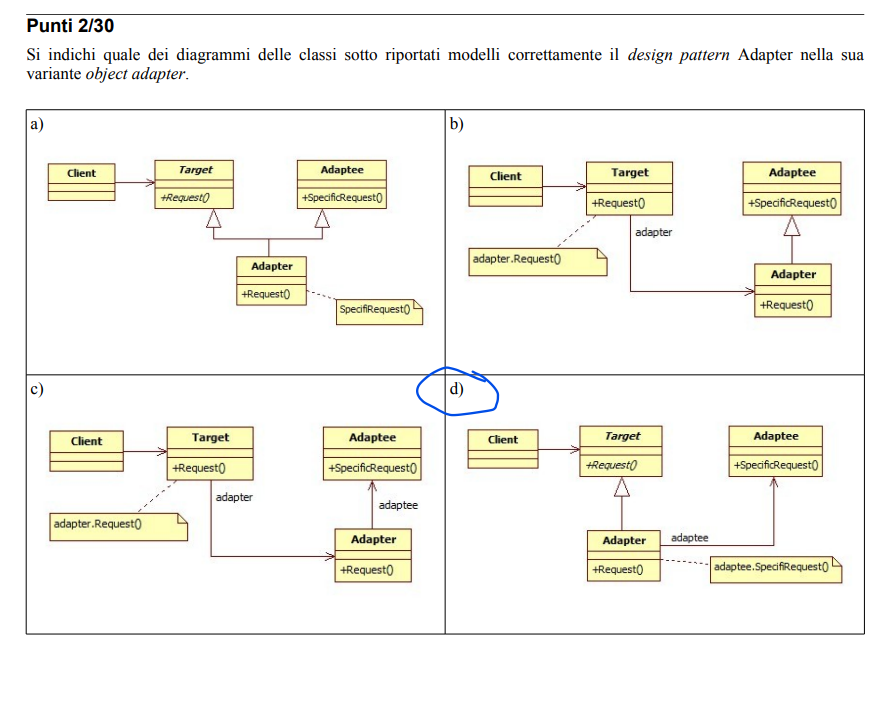 Punti 2/30
Si indichi quale dei diagrammi delle classi sotto riportati modelli correttamente il design pattern Adapter nella sua
variante object adapter.
a)
Client
Target
+Request()
Adaptee
+SpecificRequest()
Adapter
+Request()
SpecifiRequest()
b)
Client
Target
+Request()
Adaptee
+SpecificRequest()
adapter
adapter.Request()
Adapter
+Request()
c)
Client
Target
+Request()
Adaptee
+SpecificRequest()
adapter
adaptee
adapter.Request()
Adapter
+Request()
d)
Client
Target
+Request()
Adaptee
+SpecificRequest()
Adapter
+Request()
adaptee
adaptee.SpecifiRequest()